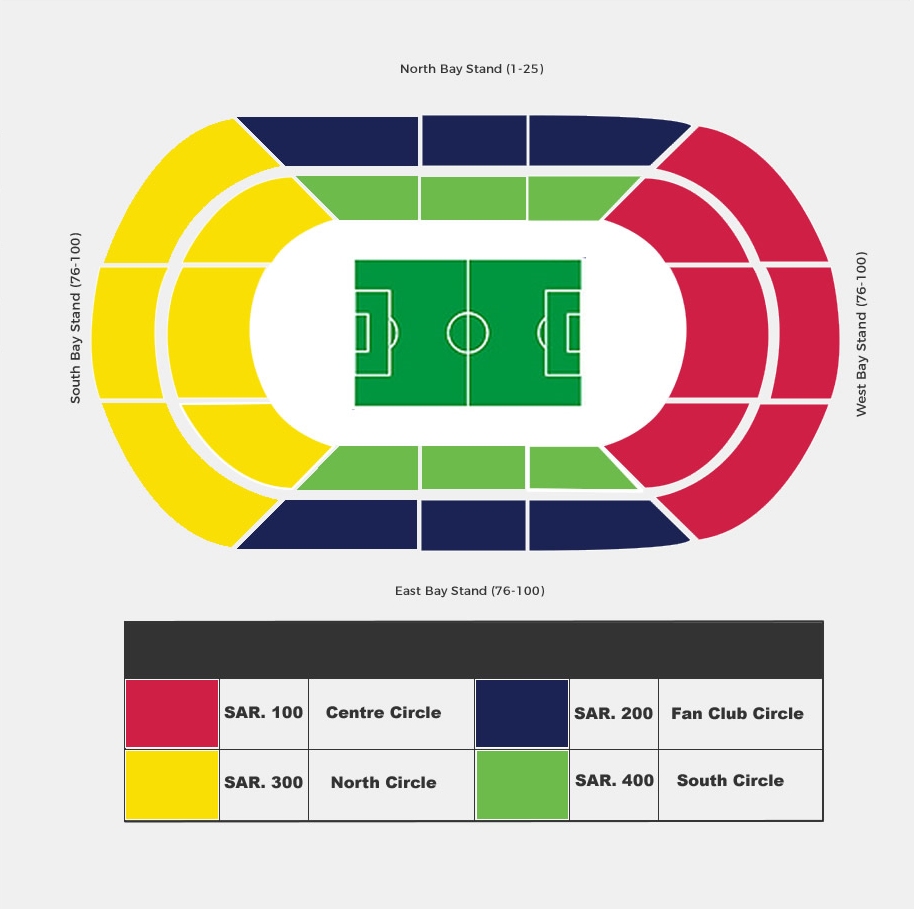 North Bay Stand (1-25)
South Bay Stand (76-100)
West Bay Stand (76-100)
East Bay Stand (76-100)
SAR. 100 Centre Circle SAR. 200 Fan Club Circle
SAR. 300 North Circle SAR. 400 South Circle